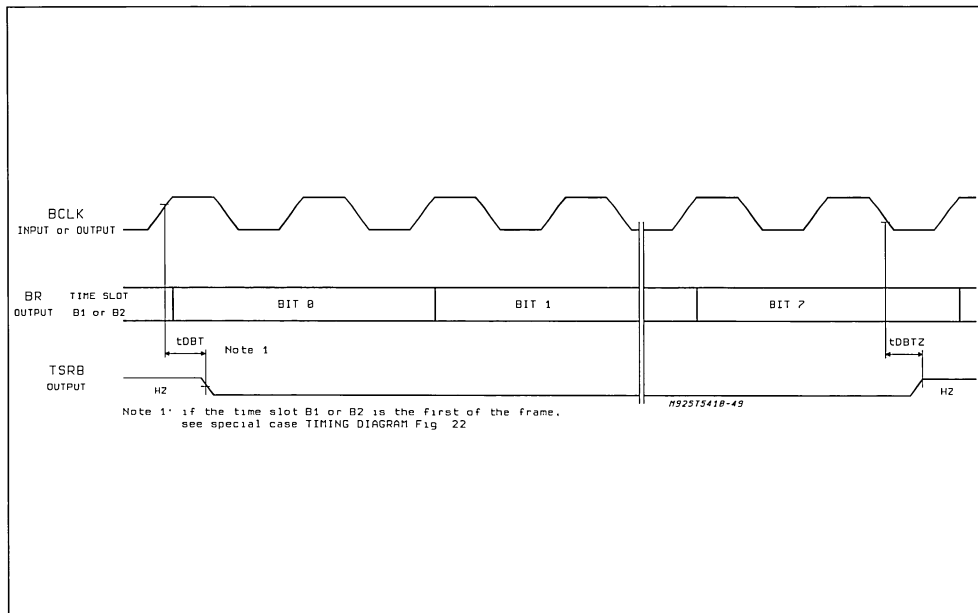 BCLK
INPUT or OUTPUT
BR TIME SLOT
OUTPUT B1 or B2
BIT 0 BIT 1 BIT 7
tDBT Note 1 tDBTZ
TSRB
OUTPUT
HZ HZ
M92ST5410-49
Note 1' if the time slot B1 or B2 is the first of the frame.
see special case TIMING DIAGRAM Fig 22